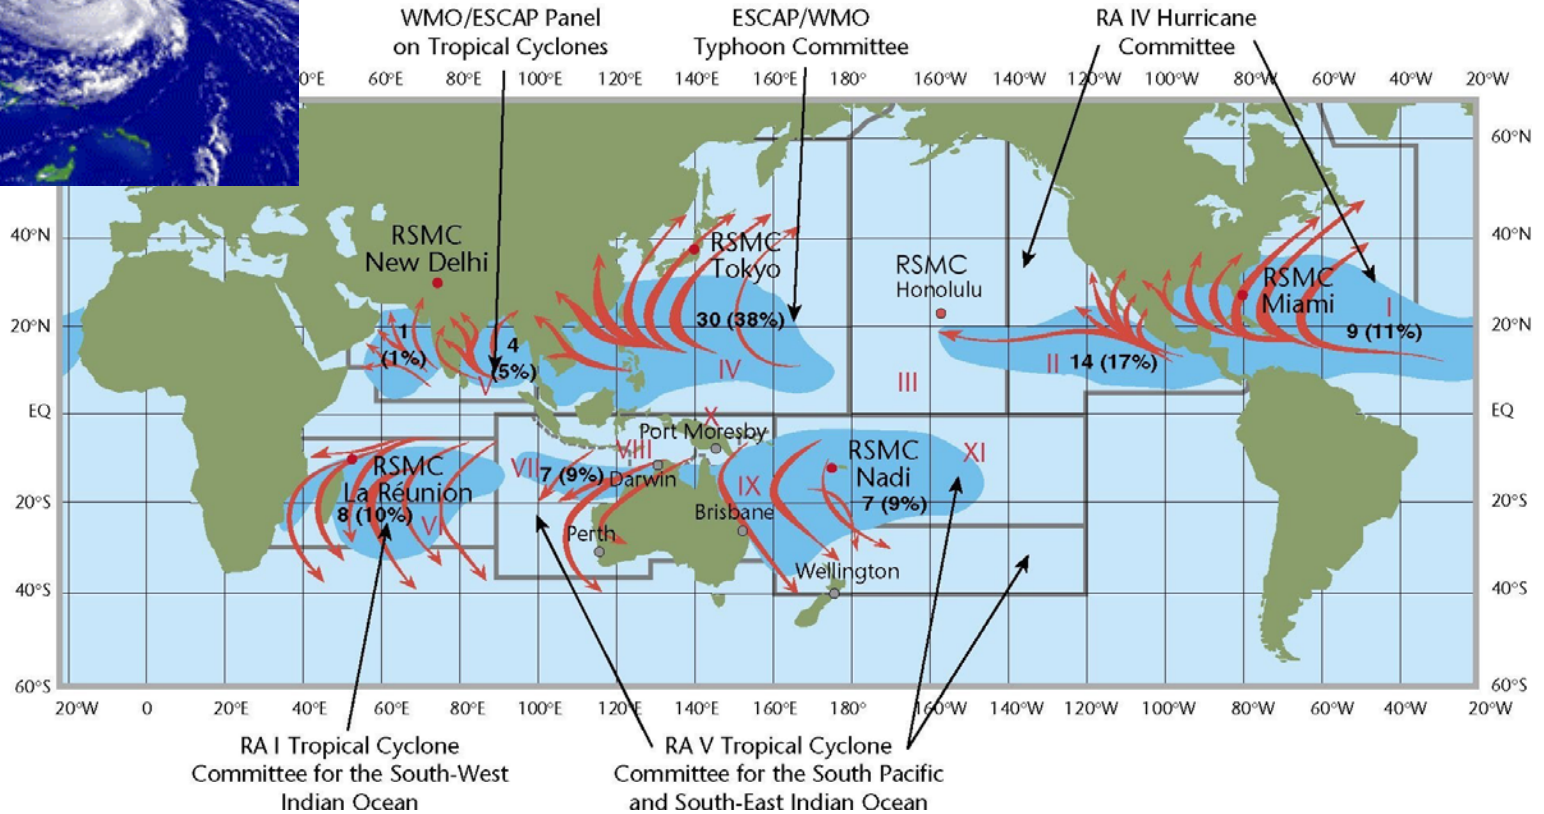 WMO/ESCAP Panel
on Tropical Cyclones
ESCAP/WMO
Typhoon Committee
RA IV Hurricane
Committee
0°E 60°E 80°E 100°E 120°E 140°E 160°E 180° 160°W 140°W 120°W 100°W 80°W 60°W 40°W 20°W
60°N 60°N
40°N 40°N
RSMC
New Delhi
RSMC
Tokyo
RSMC
Honolulu
RSMC
Miami
20°N 20°N
1
(1%)
4
(5%)
V
30 (38%)
IV
III
II 14 (17%)
I
9 (11%)
EQ EQ
X
Port Moresby
VIII
VII 7 (9%)
Darwin
RSMC
La Réunion
8 (10%)
VI
IX
Brisbane
RSMC
Nadi
7 (9%)
XI
20°S 20°S
Perth
Wellington
40°S 40°S
60°S 60°S
20°W 0 20°E 40°E 60°E 80°E 100°E 120°E 140°E 160°E 180° 160°W 140°W 120°W 100°W 80°W 60°W 40°W 20°W
RA I Tropical Cyclone
Committee for the South-West
Indian Ocean
RA V Tropical Cyclone
Committee for the South Pacific
and South-East Indian Ocean